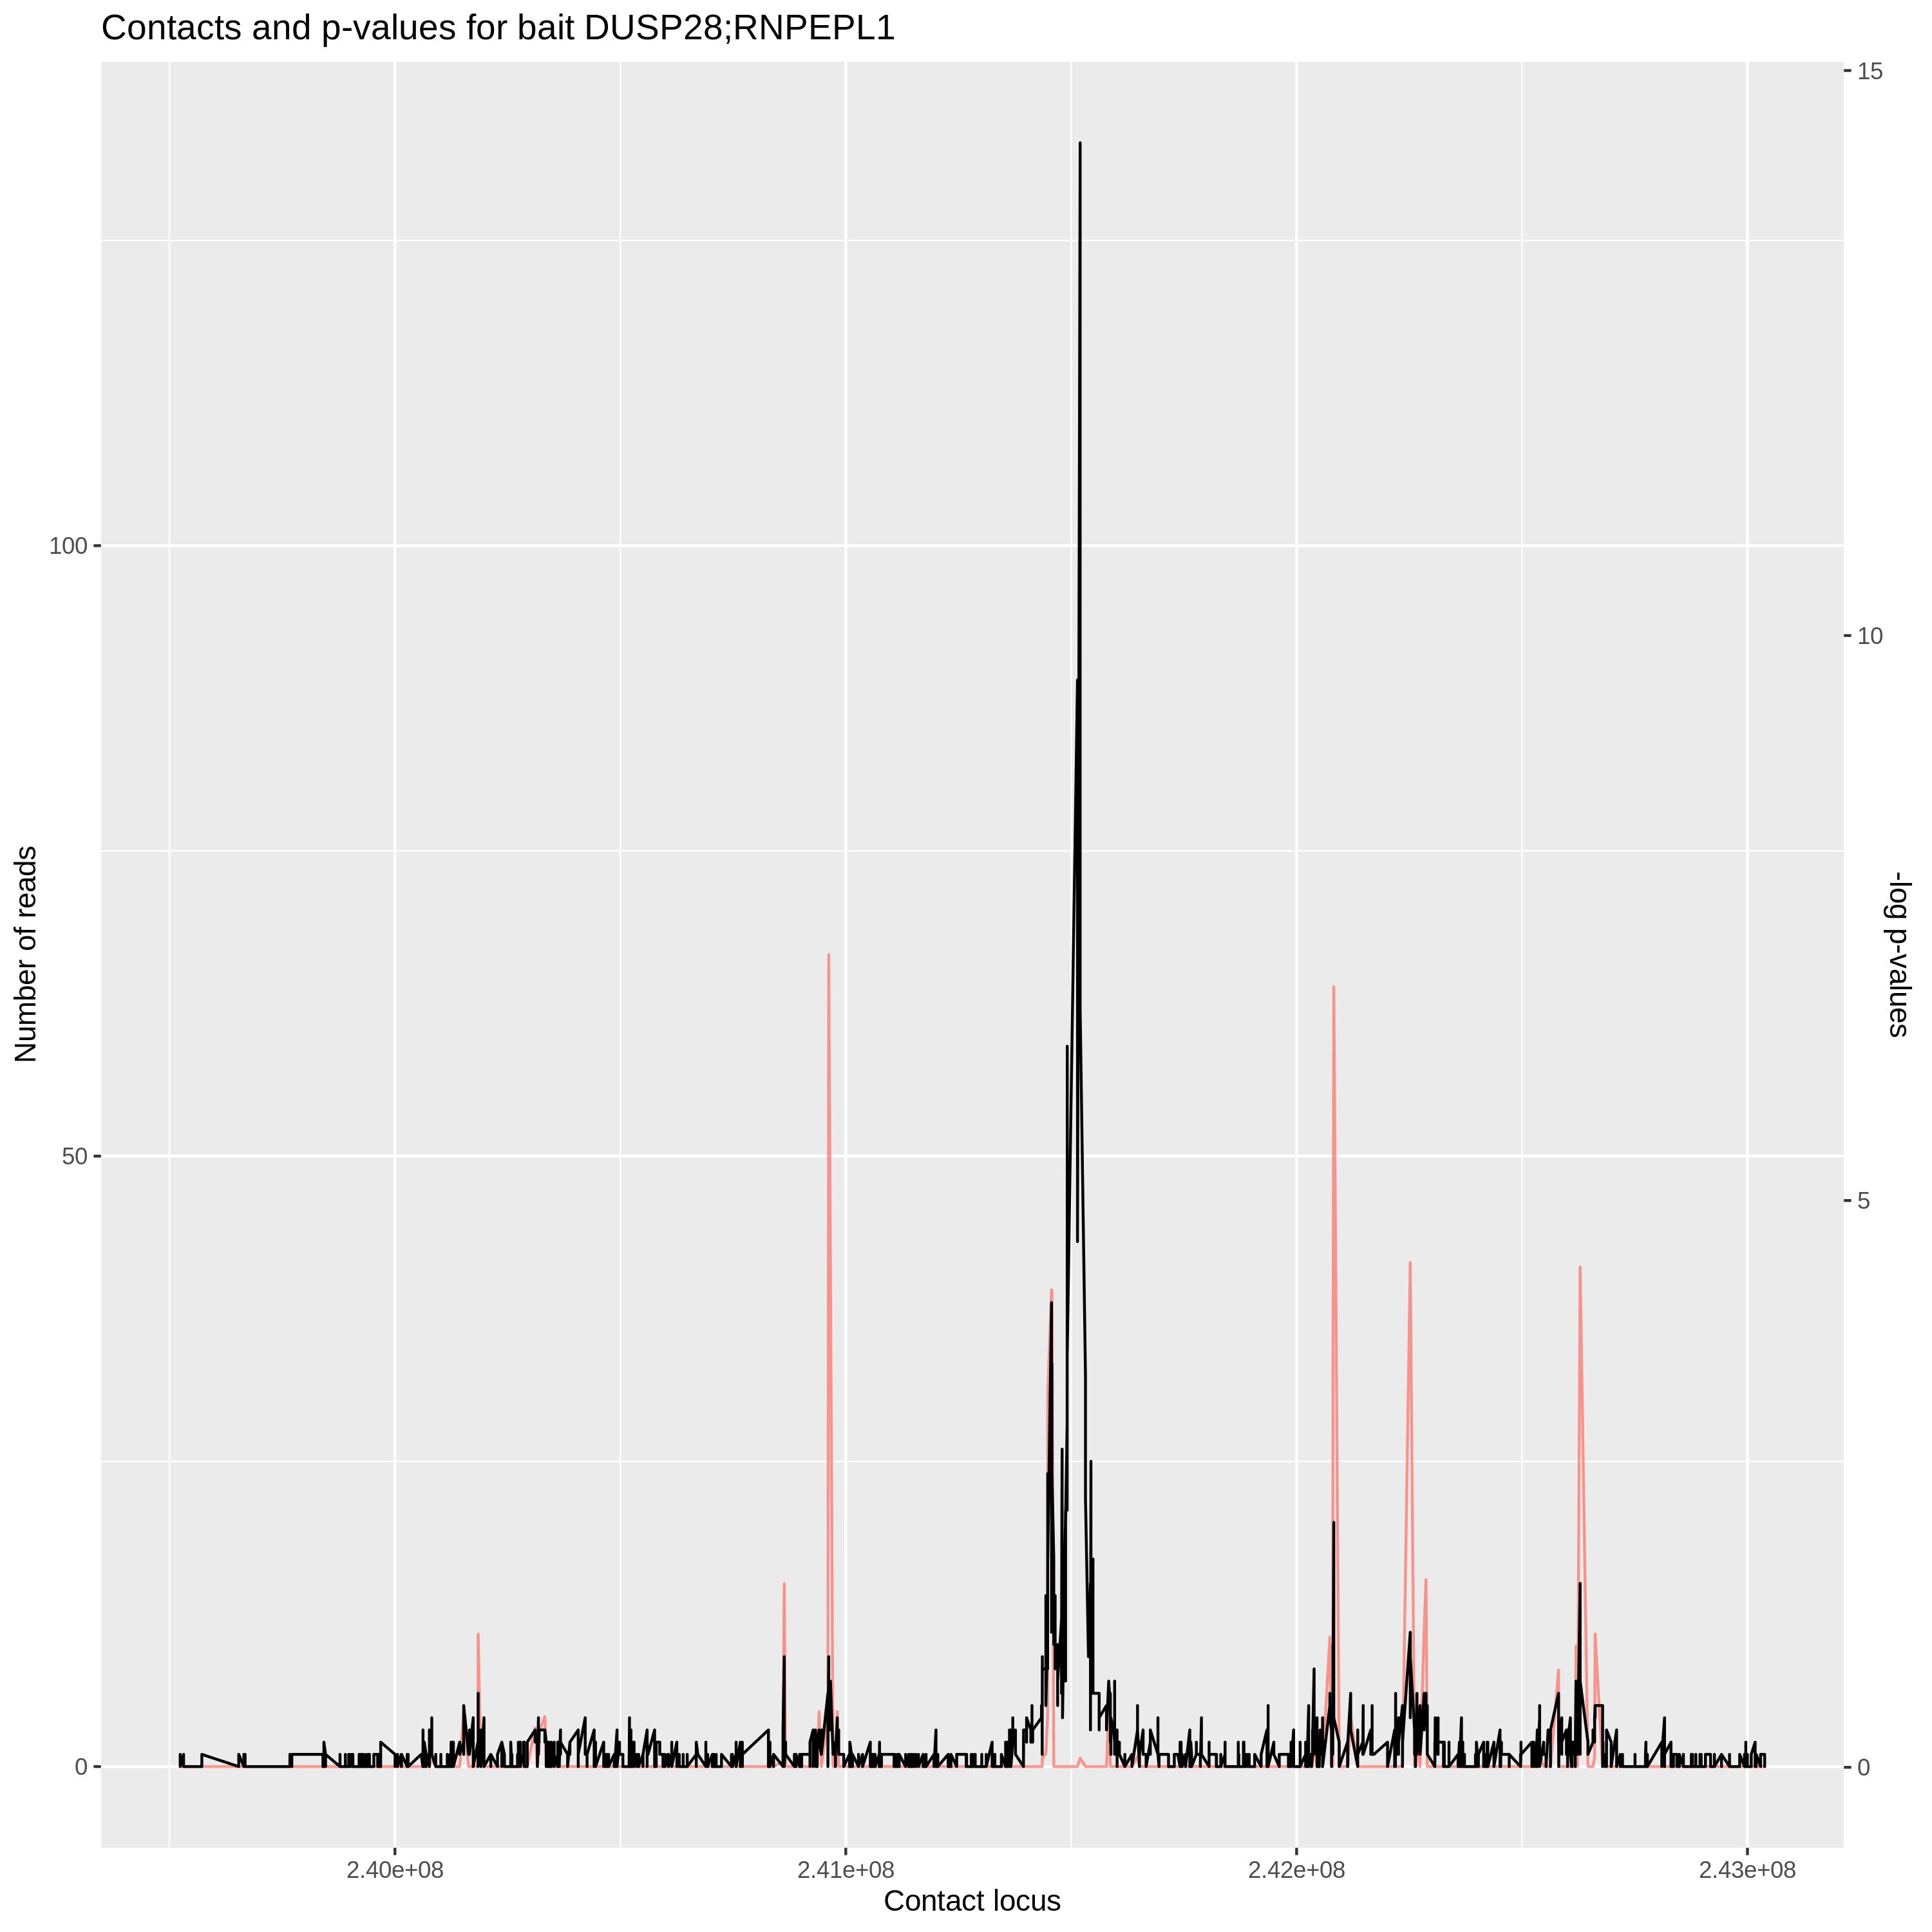 Contacts and p-values for bait DUSP28;RNPEPL1
15
100
10
Number of reads
-log p-values
50
5
0
0
2.40e+08
2.41e+08
2.42e+08
2.43e+08
Contact locus